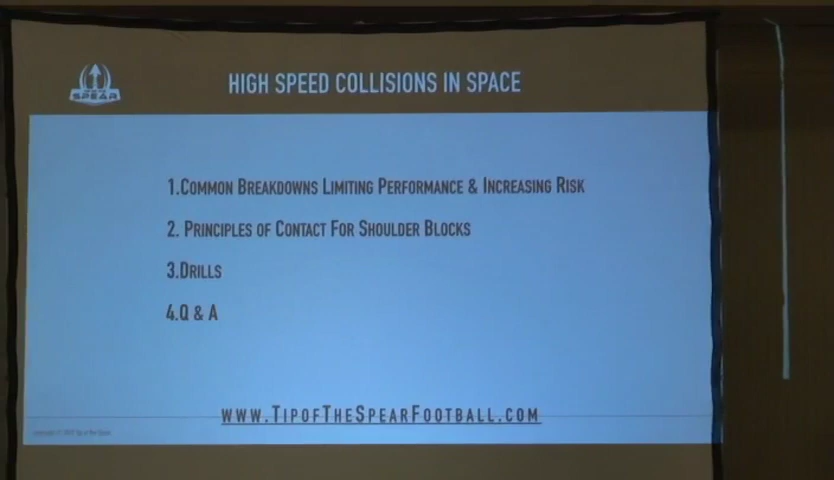 SPEAR
HIGH SPEED COLLISIONS IN SPACE
1.COMMON BREAKDOWNS LIMITING PERFORMANCE & INCREASING RISK
2. PRINCIPLES OF CONTACT FOR SHOULDER BLOCKS
3.DRILLS
4.Q & A
WWW.TIPOFTHESPEARFOOTBALL.COM